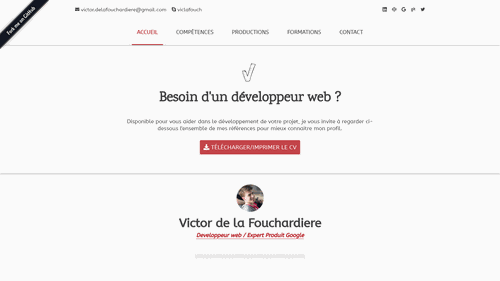 Fork me on GitHub
victor.delafouchardiere@gmail.com victafouch
ACCUEIL COMPÉTENCES PRODUCTIONS FORMATIONS CONTACT
Besoin d'un développeur web ?
Disponible pour vous aider dans le développement de votre projet, je vous invite à regarder ci-
dessous l'ensemble de mes références pour mieux connaitre mon profil.
TÉLÉCHARGER/IMPRIMER LE CV
Victor de la Fouchardiere
Developpeur web / Expert Produit Google